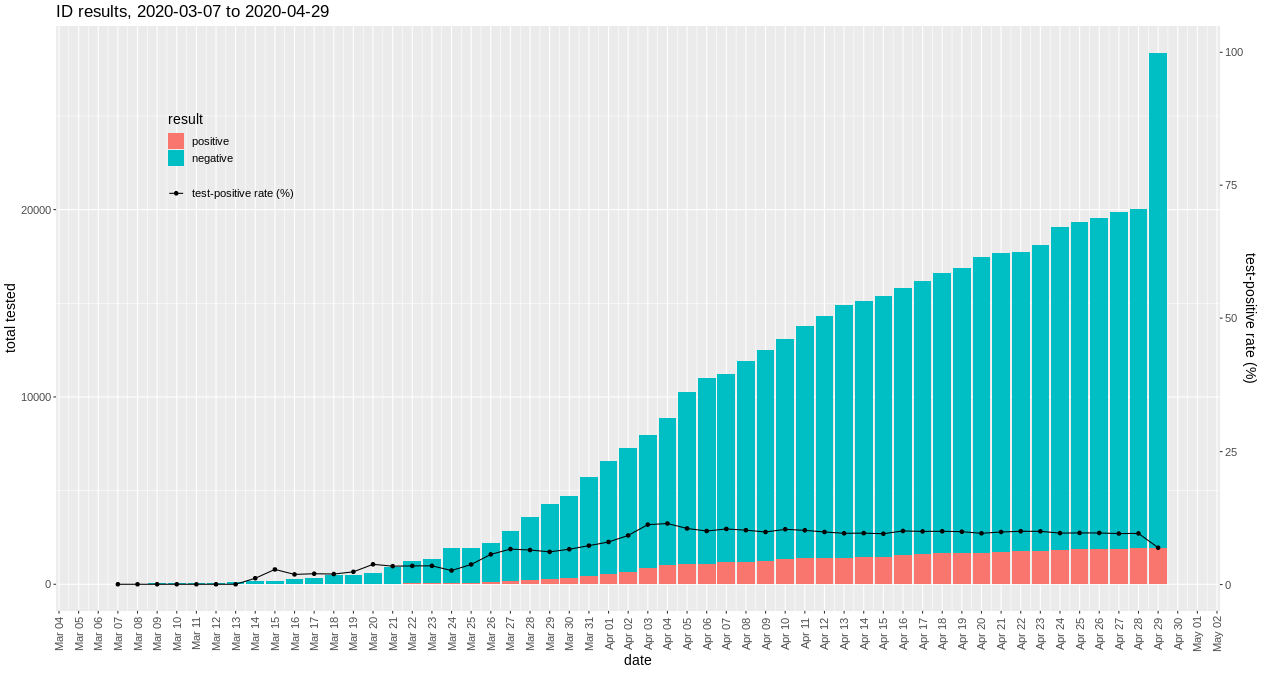 ID results, 2020-03-07 to 2020-04-29
result
positive
negative
test-positive rate (%)
total tested
20000
10000
0
100
75
50
25
0
test-positive rate (%)
Mar 04
Mar 05
Mar 06
Mar 07
Mar 08
Mar 09
Mar 10
Mar 11
Mar 12
Mar 13
Mar 14
Mar 15
Mar 16
Mar 17
Mar 18
Mar 19
Mar 20
Mar 21
Mar 22
Mar 23
Mar 24
Mar 25
Mar 26
Mar 27
Mar 28
Mar 29
Mar 30
Mar 31
Apr 01
Apr 02
Apr 03
Apr 04
Apr 05
Apr 06
Apr 07
Apr 08
Apr 09
Apr 10
Apr 11
Apr 12
Apr 13
Apr 14
Apr 15
Apr 16
Apr 17
Apr 18
Apr 19
Apr 20
Apr 21
Apr 22
Apr 23
Apr 24
Apr 25
Apr 26
Apr 27
Apr 28
Apr 29
Apr 30
May 01
May 02
date